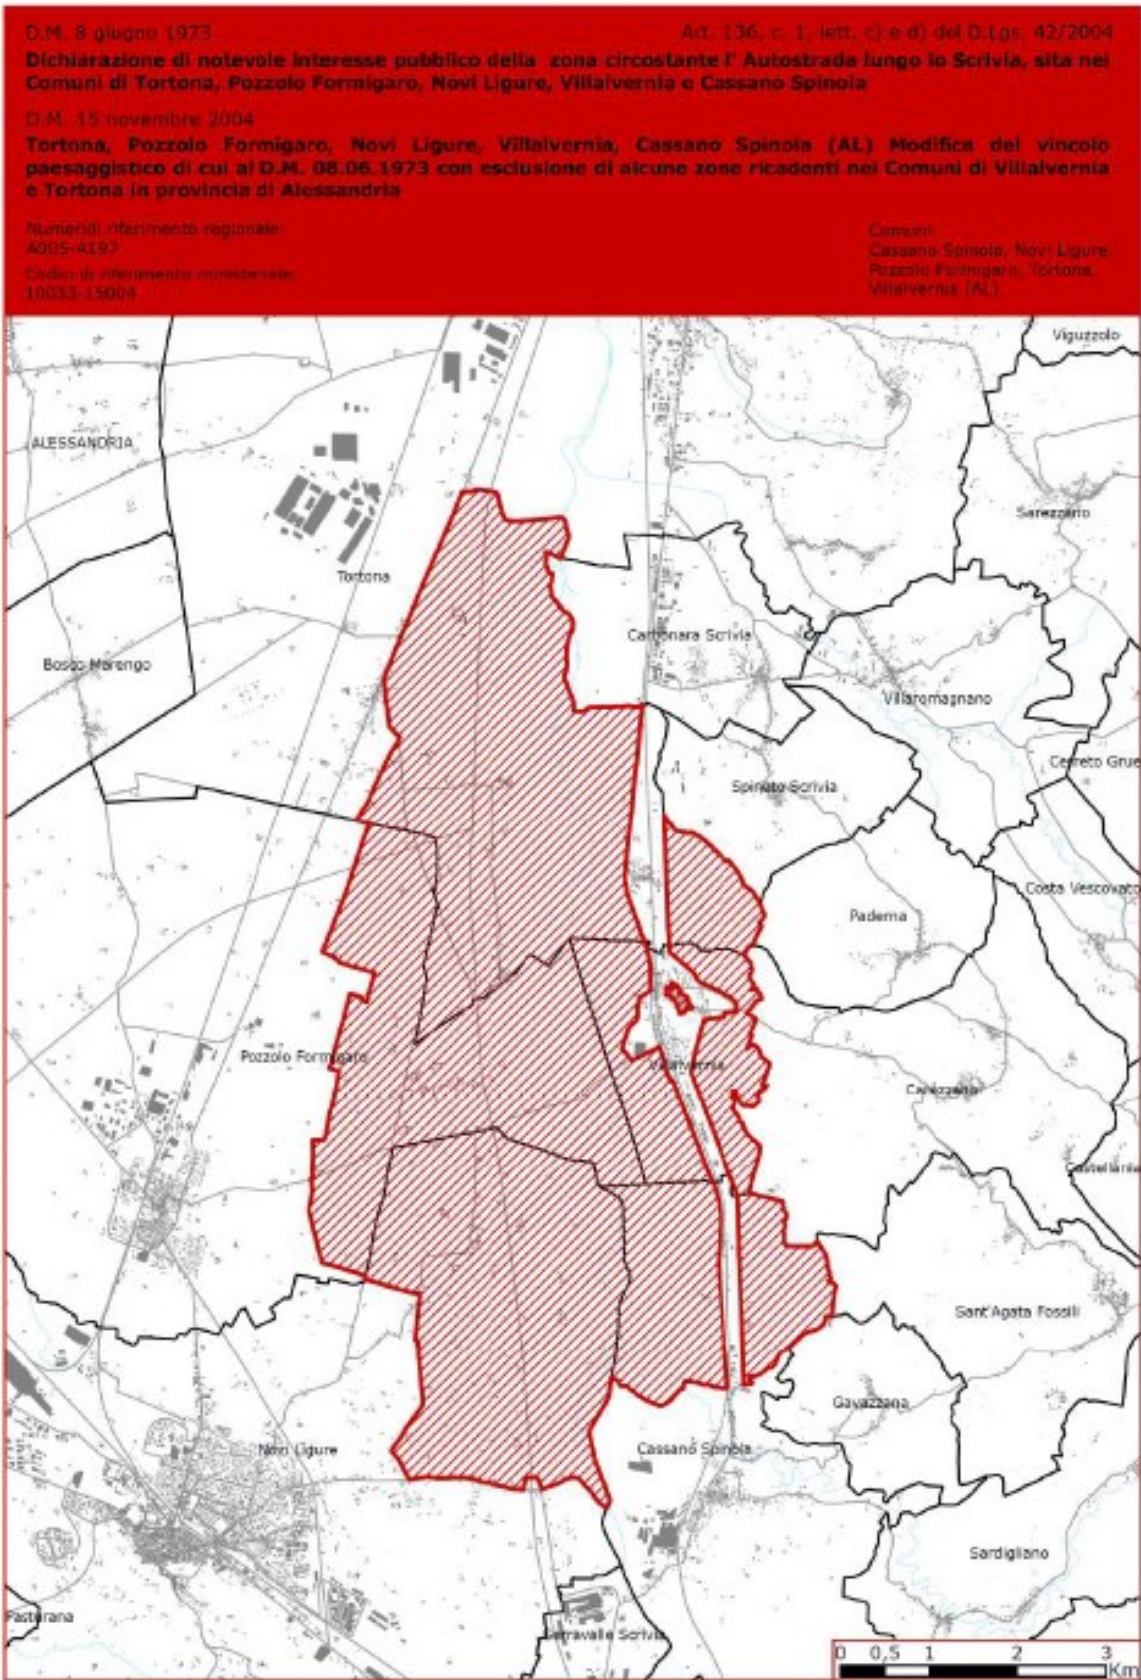 D.M. 8 giugno 1973
Art. 136, c. 1, lett. c) e d) del D.Lgs. 42/2004
Dichiarazione di notevole interesse pubblico della zona circostante l' Autostrada lungo lo Scrivia, sita nei
Comuni di Tortona, Pozzolo Formigaro, Novi Ligure, Villalvernia e Cassano Spinola
D.M. 15 novembre 2004
Tortona, Pozzolo Formigaro, Novi Ligure, Villalvernia, Cassano Spinola (AL) Modifica del vincolo
paesaggistico di cui al D.M. 08.06.1973 con esclusione di alcune zone ricadenti nei Comuni di Villalvernia
e Tortona in provincia di Alessandria
Numeri di riferimento regionale:
A005-A197
Codici di riferimento ministeriale:
10033-15004
Comuni:
Cassano Spinola, Novi Ligure,
Pozzolo Formigaro, Tortona,
Villalvernia (AL)
Viguzzolo
ALESSANDRIA
Sarezzano
Tortona
Carbonara Scrivia
Bosco Marengo
Villaromagnano
Cerreto Grue
Spineto Scrivia
Costa Vescovato
Paderna
Pozzolo Formigaro
Villalvernia
Carezzano
Castellania
Sant'Agata Fossili
Gavazzana
Novi Ligure
Cassano Spinola
Sardigliano
Pasturana
Serravalle Scrivia
0 0,5 1 2 3
Km